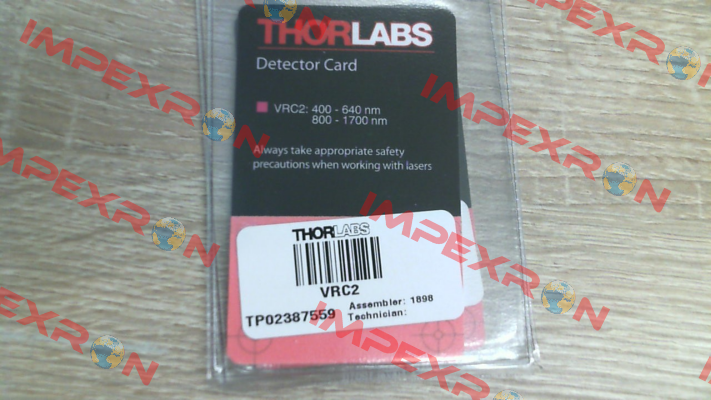 THORLABS
Detector Card
VRC2: 400 - 640 nm
800 - 1700 nm
Always take appropriate safety
precautions when working with lasers
THORLABS
VRC2
Assembler: 1898
TP02387559 Technician:
IMPEXRON
IMPEXRON
IMPEXRON
IMPEXRON
IMPEXRON
IMPEXRON
IMPEXRON